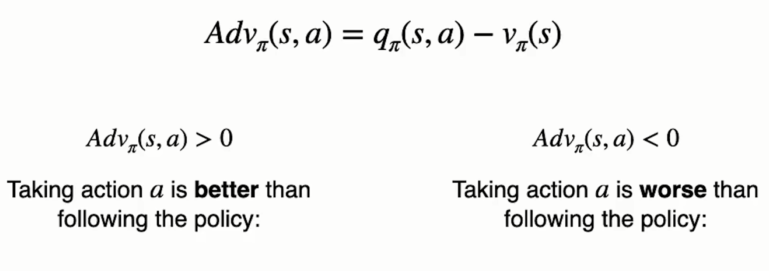 Adv_π(s, a) = q_π(s, a) − v_π(s)
Adv_π(s, a) > 0
Taking action a is better than
following the policy:
Adv_π(s, a) < 0
Taking action a is worse than
following the policy: